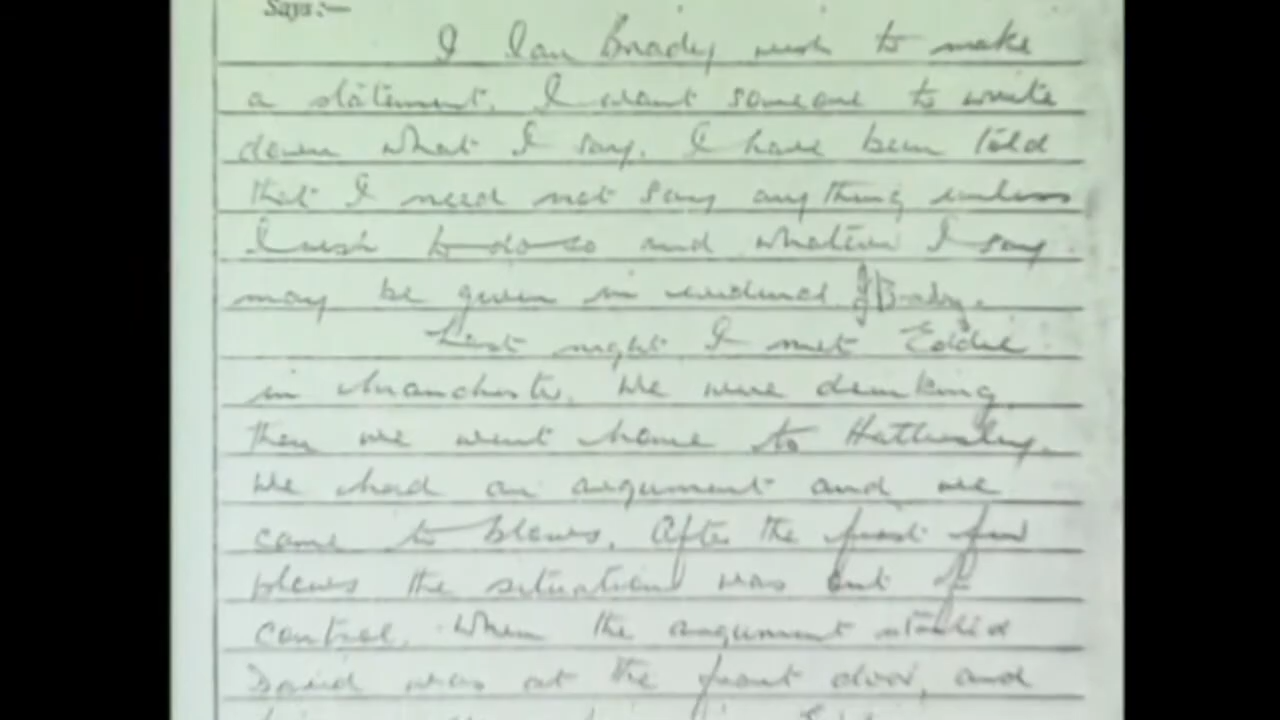 Says:—
I Ian Brady wish to make
a statement. I want someone to write
down what I say. I have been told
that I need not say anything unless
I wish to do so and whatever I say
may be given in evidence. I Brady.
Last night I met Eddie
in Manchester. We were drinking
then we went home to Hattersley.
We had an argument and we
came to blows. After the first few
blows the situation was out of
control. When the argument started
David was at the front door, and